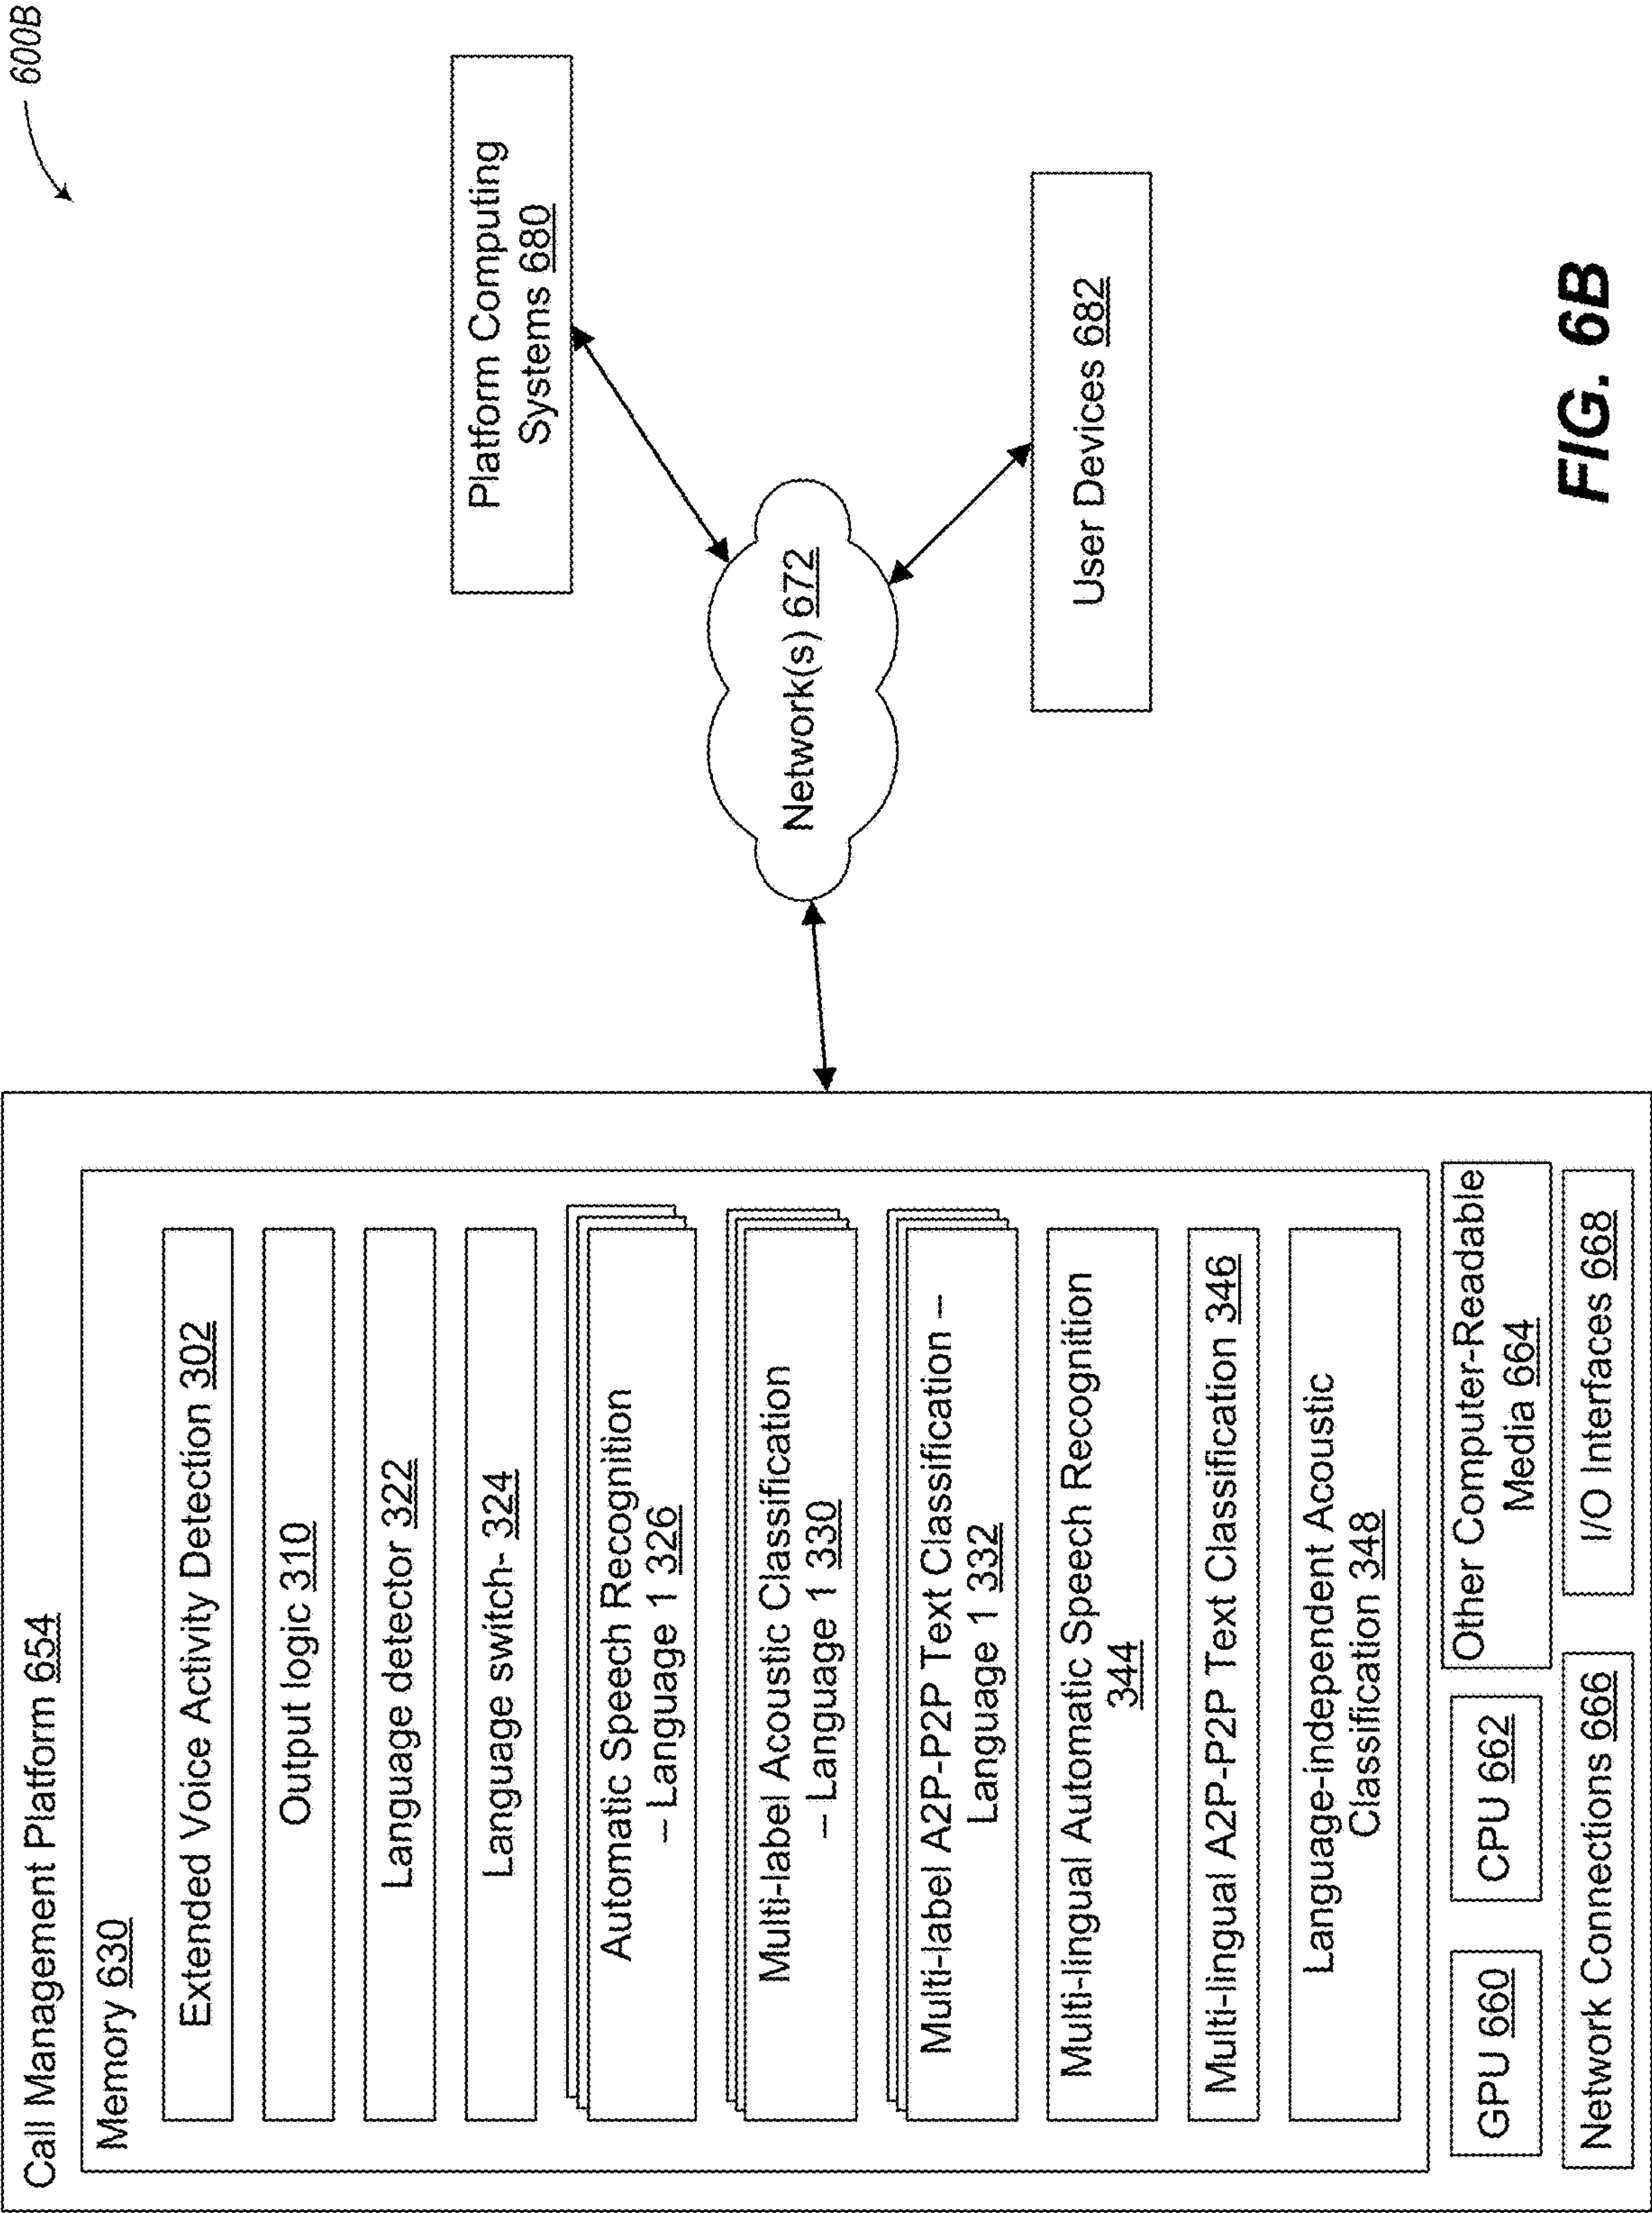 600B
Call Management Platform 654
Memory 630
Extended Voice Activity Detection 302
Output logic 310
Language detector 322
Language switch- 324
Automatic Speech Recognition
– Language 1 326
Multi-label Acoustic Classification
– Language 1 330
Multi-label A2P-P2P Text Classification –
Language 1 332
Multi-lingual Automatic Speech Recognition
344
Multi-lingual A2P-P2P Text Classification 346
Language-independent Acoustic
Classification 348
GPU 660
CPU 662
Other Computer-Readable
Media 664
Network Connections 666
I/O Interfaces 668
Network(s) 672
Platform Computing
Systems 680
User Devices 682
FIG. 6B